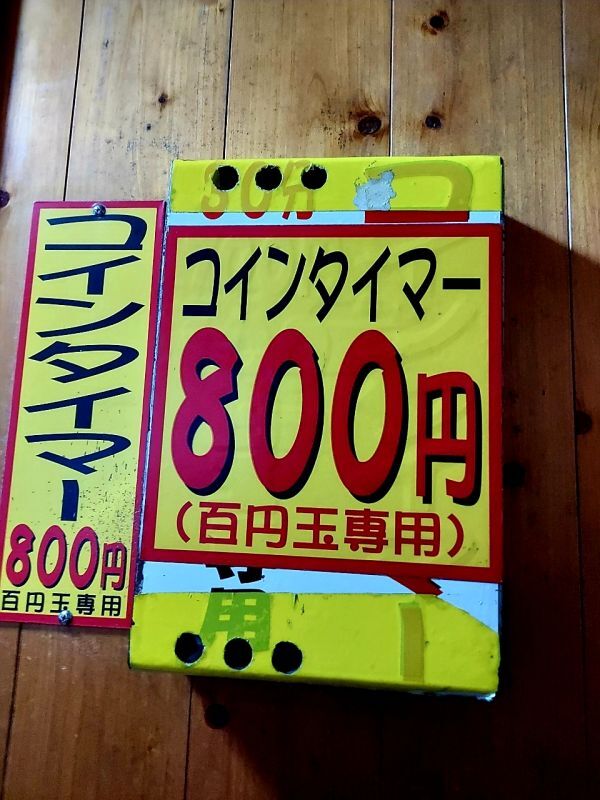 コインタイマー
800円
百円玉専用
30分
コインタイマー
800円
（百円玉専用）
用